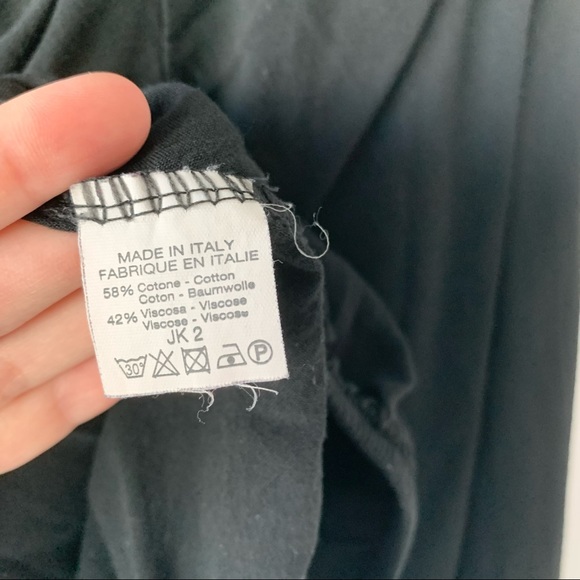 MADE IN ITALY
FABRIQUE EN ITALIE
58% Cotone - Cotton
Coton - Baumwolle
42% Viscosa - Viscose
Viscose - Viscose
JK 2
30° P